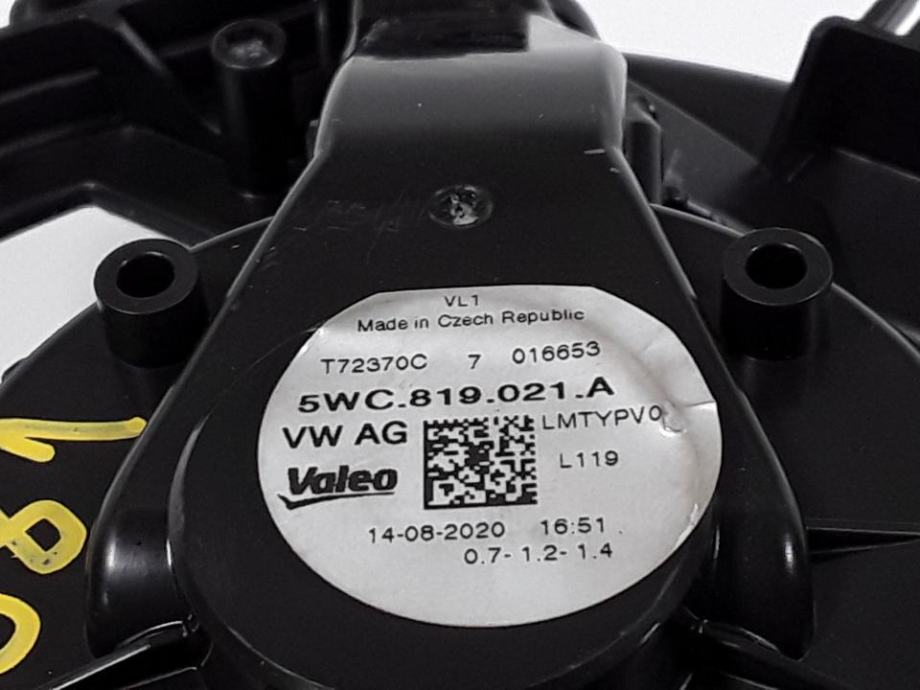 VL1
Made in Czech Republic
T72370C 7 016653
5WC.819.021.A
VW AG LMTYPV0
Valeo L119
14-08-2020 16:51
0.7- 1.2- 1.4